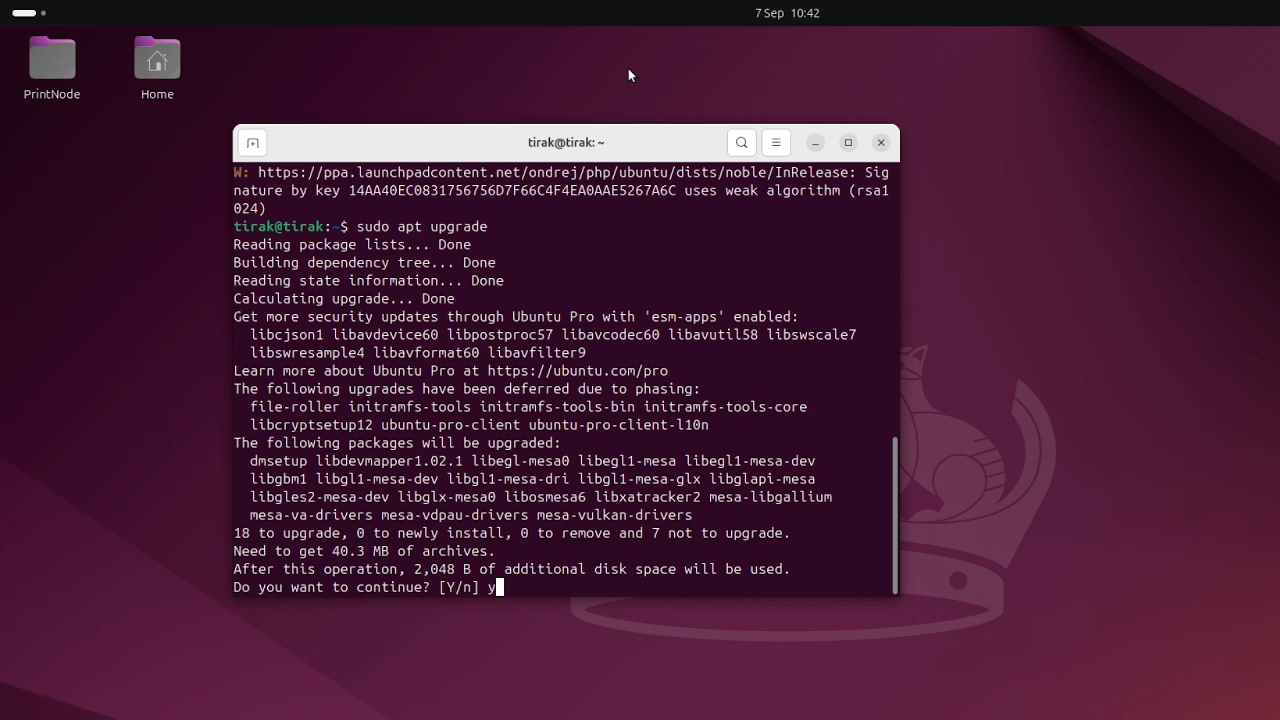 7 Sep 10:42
PrintNode
Home
tirak@tirak: ~
W: https://ppa.launchpadcontent.net/ondrej/php/ubuntu/dists/noble/InRelease: Sig
nature by key 14AA40EC0831756756D7F66C4F4EA0AAE5267A6C uses weak algorithm (rsa1
024)
tirak@tirak:~$ sudo apt upgrade
Reading package lists... Done
Building dependency tree... Done
Reading state information... Done
Calculating upgrade... Done
Get more security updates through Ubuntu Pro with 'esm-apps' enabled:
  libcjson1 libavdevice60 libpostproc57 libavcodec60 libavutil58 libswscale7
  libswresample4 libavformat60 libavfilter9
Learn more about Ubuntu Pro at https://ubuntu.com/pro
The following upgrades have been deferred due to phasing:
  file-roller initramfs-tools initramfs-tools-bin initramfs-tools-core
  libcryptsetup12 ubuntu-pro-client ubuntu-pro-client-l10n
The following packages will be upgraded:
  dmsetup libdevmapper1.02.1 libegl-mesa0 libegl1-mesa libegl1-mesa-dev
  libgbm1 libgl1-mesa-dev libgl1-mesa-dri libgl1-mesa-glx libglapi-mesa
  libgles2-mesa-dev libglx-mesa0 libosmesa6 libxatracker2 mesa-libgallium
  mesa-va-drivers mesa-vdpau-drivers mesa-vulkan-drivers
18 to upgrade, 0 to newly install, 0 to remove and 7 not to upgrade.
Need to get 40.3 MB of archives.
After this operation, 2,048 B of additional disk space will be used.
Do you want to continue? [Y/n] y